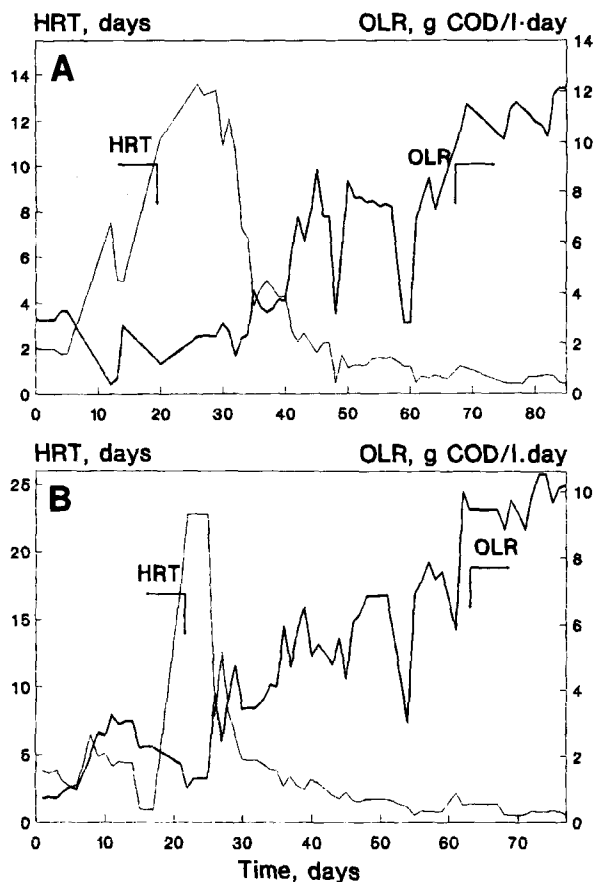 HRT, days OLR, g COD/l·day
A
14 14
12 12
10 10
8 8
6 6
4 4
2 2
0 0
HRT
OLR
0 10 20 30 40 50 60 70 80
HRT, days OLR, g COD/l.day
B
25 10
20 8
15 6
10 4
5 2
0 0
HRT
OLR
0 10 20 30 40 50 60 70
Time, days